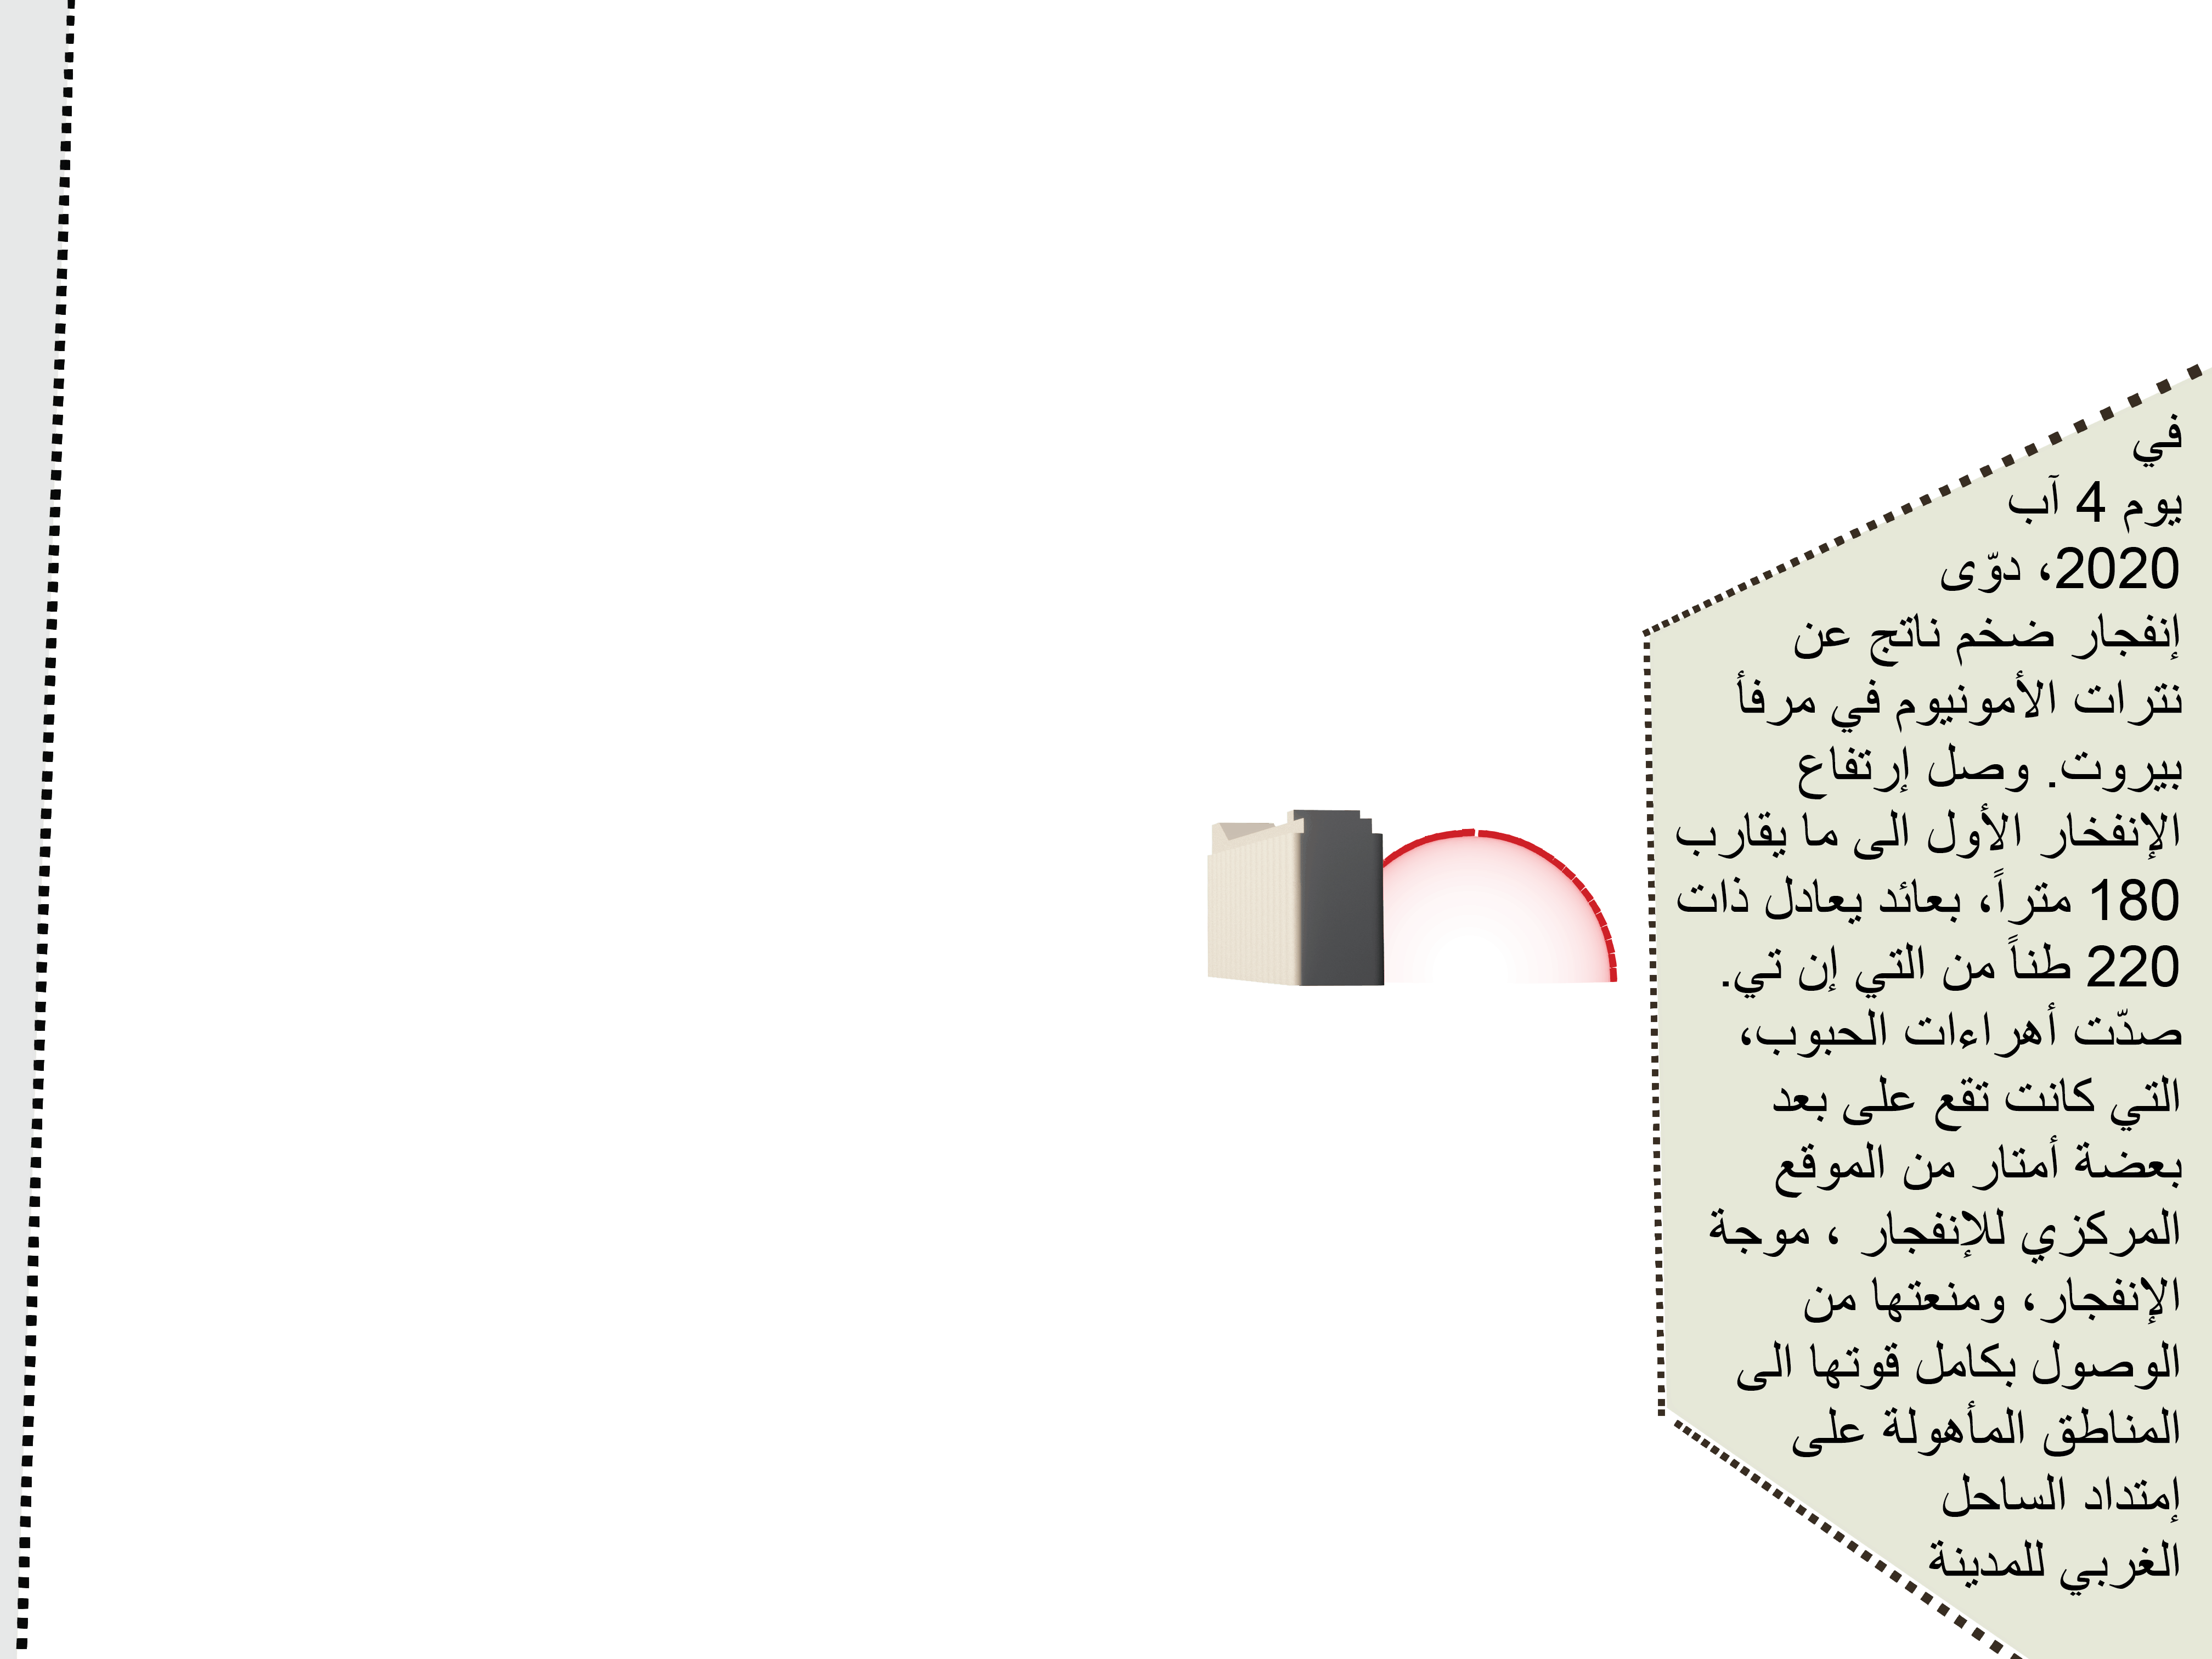 في
يوم 4 آب
2020، دوّى
إنفجار ضخم ناتج عن
نترات الأمونيوم في مرفأ
بيروت. وصل إرتفاع
الإنفخار الأول الى ما يقارب
180 متراً، بعائد يعادل ذات
220 طناً من التي إن تي.
صدّت أهراءات الحبوب،
التي كانت تقع على بعد
بعضة أمتار من الموقع
المركزي للإنفجار ، موجة
الإنفجار، ومنعتها من
الوصول بكامل قوتها الى
المناطق المأهولة على
إمتداد الساحل
الغربي للمدينة